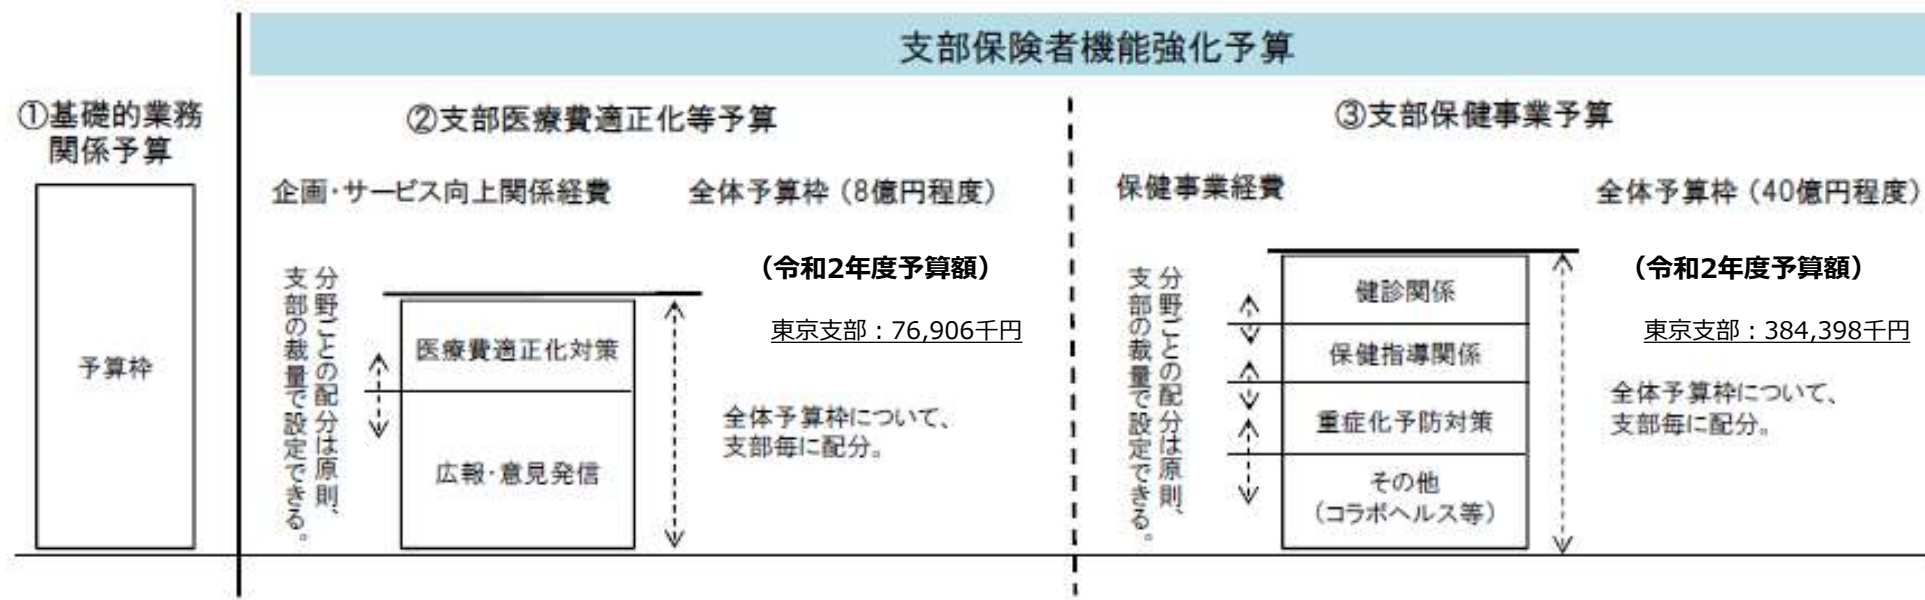 支部保険者機能強化予算
①基礎的業務
関係予算
予算枠
②支部医療費適正化等予算
企画・サービス向上関係経費
全体予算枠（8億円程度）
分野ごとの配分は原則、
支部の裁量で設定できる。
医療費適正化対策
広報・意見発信
（令和2年度予算額）
東京支部：76,906千円
全体予算枠について、
支部毎に配分。
③支部保健事業予算
保健事業経費
全体予算枠（40億円程度）
分野ごとの配分は原則、
支部の裁量で設定できる。
健診関係
保健指導関係
重症化予防対策
その他
（コラボヘルス等）
（令和2年度予算額）
東京支部：384,398千円
全体予算枠について、
支部毎に配分。